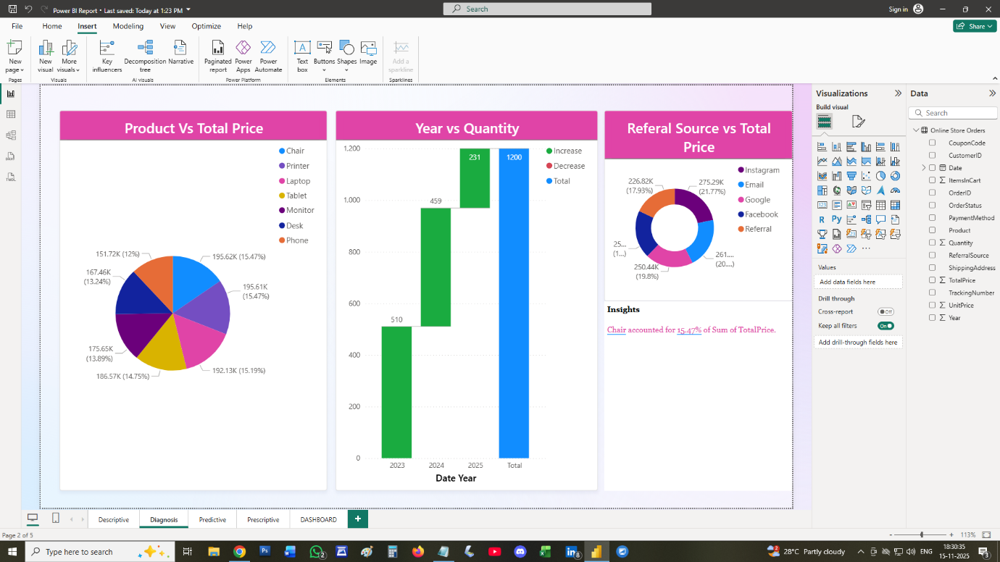 Power BI Report • Last saved: Today at 1:23 PM
Search
Sign in
File Home Insert Modeling View Optimize Help
Share
New page
New visual
More visuals
Key influencers
Decomposition tree
Narrative
Paginated report
Power Apps
Power Automate
Text box
Buttons
Shapes
Image
Add a sparkline
Pages
Visuals
AI visuals
Power Platform
Elements
Sparklines
Product Vs Total Price
Chair
Printer
Laptop
Tablet
Monitor
Desk
Phone
151.72K (12%)
195.62K (15.47%)
167.46K
(13.24%)
195.61K
(15.47%)
175.65K
(13.89%)
186.57K (14.75%)
192.13K (15.19%)
Year vs Quantity
1,200
1,000
800
600
400
200
0
510
459
231
1200
2023 2024 2025 Total
Date Year
Increase
Decrease
Total
Referal Source vs Total
Price
Instagram
Email
Google
Facebook
Referral
226.82K
(17.93%)
275.29K
(21.77%)
25...
(1...)
261....
(20....)
250.44K
(19.8%)
Insights
Chair accounted for 15.47% of Sum of TotalPrice.
Visualizations
Build visual
R Py
Values
Add data fields here
Drill through
Cross-report Off
Keep all filters On
Add drill-through fields here
Data
Search
Online Store Orders
CouponCode
CustomerID
Date
ItemsInCart
OrderID
OrderStatus
PaymentMethod
Product
Quantity
ReferralSource
ShippingAddress
TotalPrice
TrackingNumber
UnitPrice
Year
Descriptive Diagnosis Predictive Prescriptive DASHBOARD
Page 2 of 5
113%
Type here to search
28°C Partly cloudy
ENG
18:30:35
15-11-2025